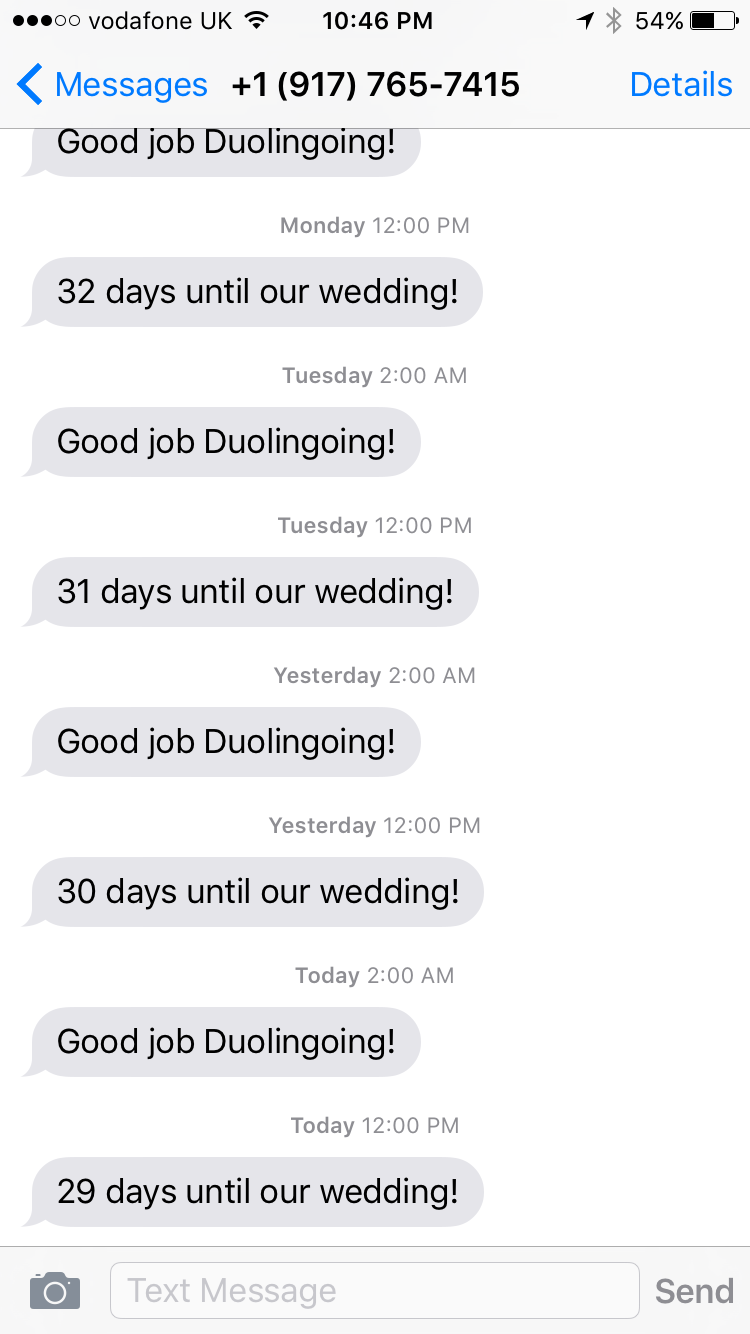 vodafone UK 10:46 PM 54%
Messages +1 (917) 765-7415 Details
Good job Duolingoing!
Monday 12:00 PM
32 days until our wedding!
Tuesday 2:00 AM
Good job Duolingoing!
Tuesday 12:00 PM
31 days until our wedding!
Yesterday 2:00 AM
Good job Duolingoing!
Yesterday 12:00 PM
30 days until our wedding!
Today 2:00 AM
Good job Duolingoing!
Today 12:00 PM
29 days until our wedding!
Text Message Send